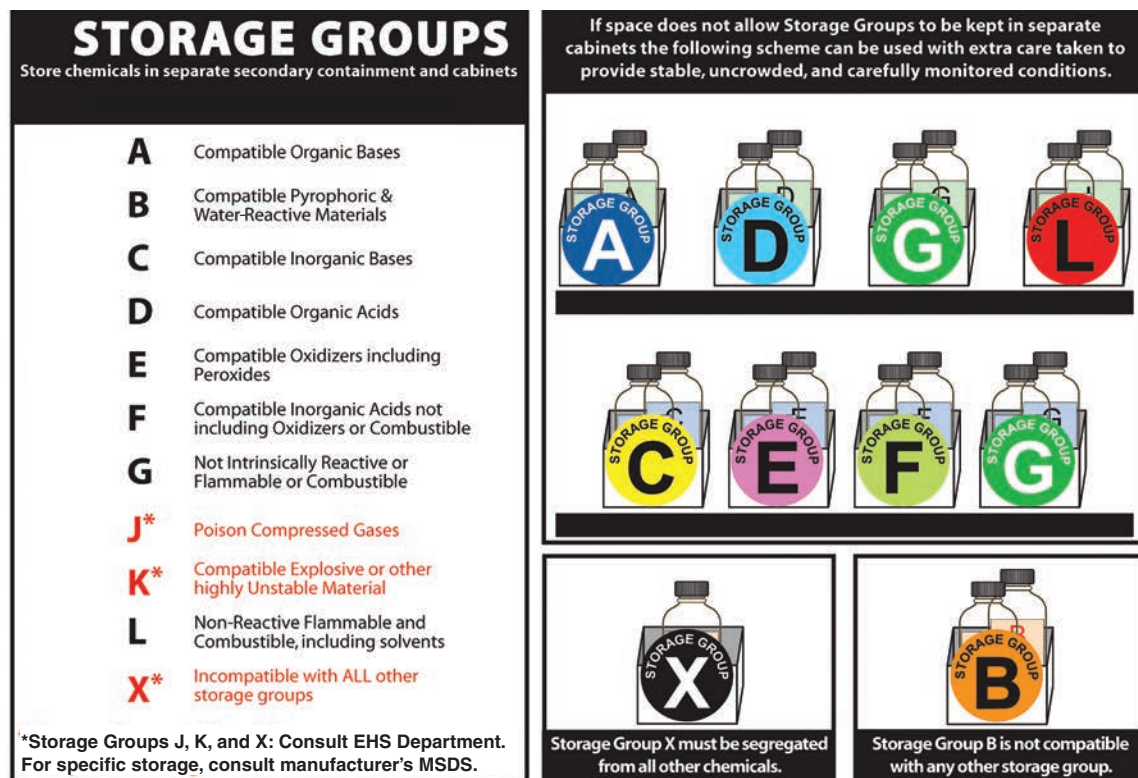 STORAGE GROUPS
Store chemicals in separate secondary containment and cabinets
A Compatible Organic Bases
B Compatible Pyrophoric &
Water-Reactive Materials
C Compatible Inorganic Bases
D Compatible Organic Acids
E Compatible Oxidizers including
Peroxides
F Compatible Inorganic Acids not
including Oxidizers or Combustible
G Not Intrinsically Reactive or
Flammable or Combustible
J* Poison Compressed Gases
K* Compatible Explosive or other
highly Unstable Material
L Non-Reactive Flammable and
Combustible, including solvents
X* Incompatible with ALL other
storage groups
*Storage Groups J, K, and X: Consult EHS Department.
For specific storage, consult manufacturer's MSDS.
If space does not allow Storage Groups to be kept in separate
cabinets the following scheme can be used with extra care taken to
provide stable, uncrowded, and carefully monitored conditions.
A D G L
STORAGE GROUP STORAGE GROUP STORAGE GROUP STORAGE GROUP
A D G L
C E F G
STORAGE GROUP STORAGE GROUP STORAGE GROUP STORAGE GROUP
C E F G
STORAGE GROUP
X
Storage Group X must be segregated
from all other chemicals.
B
STORAGE GROUP
B
Storage Group B is not compatible
with any other storage group.